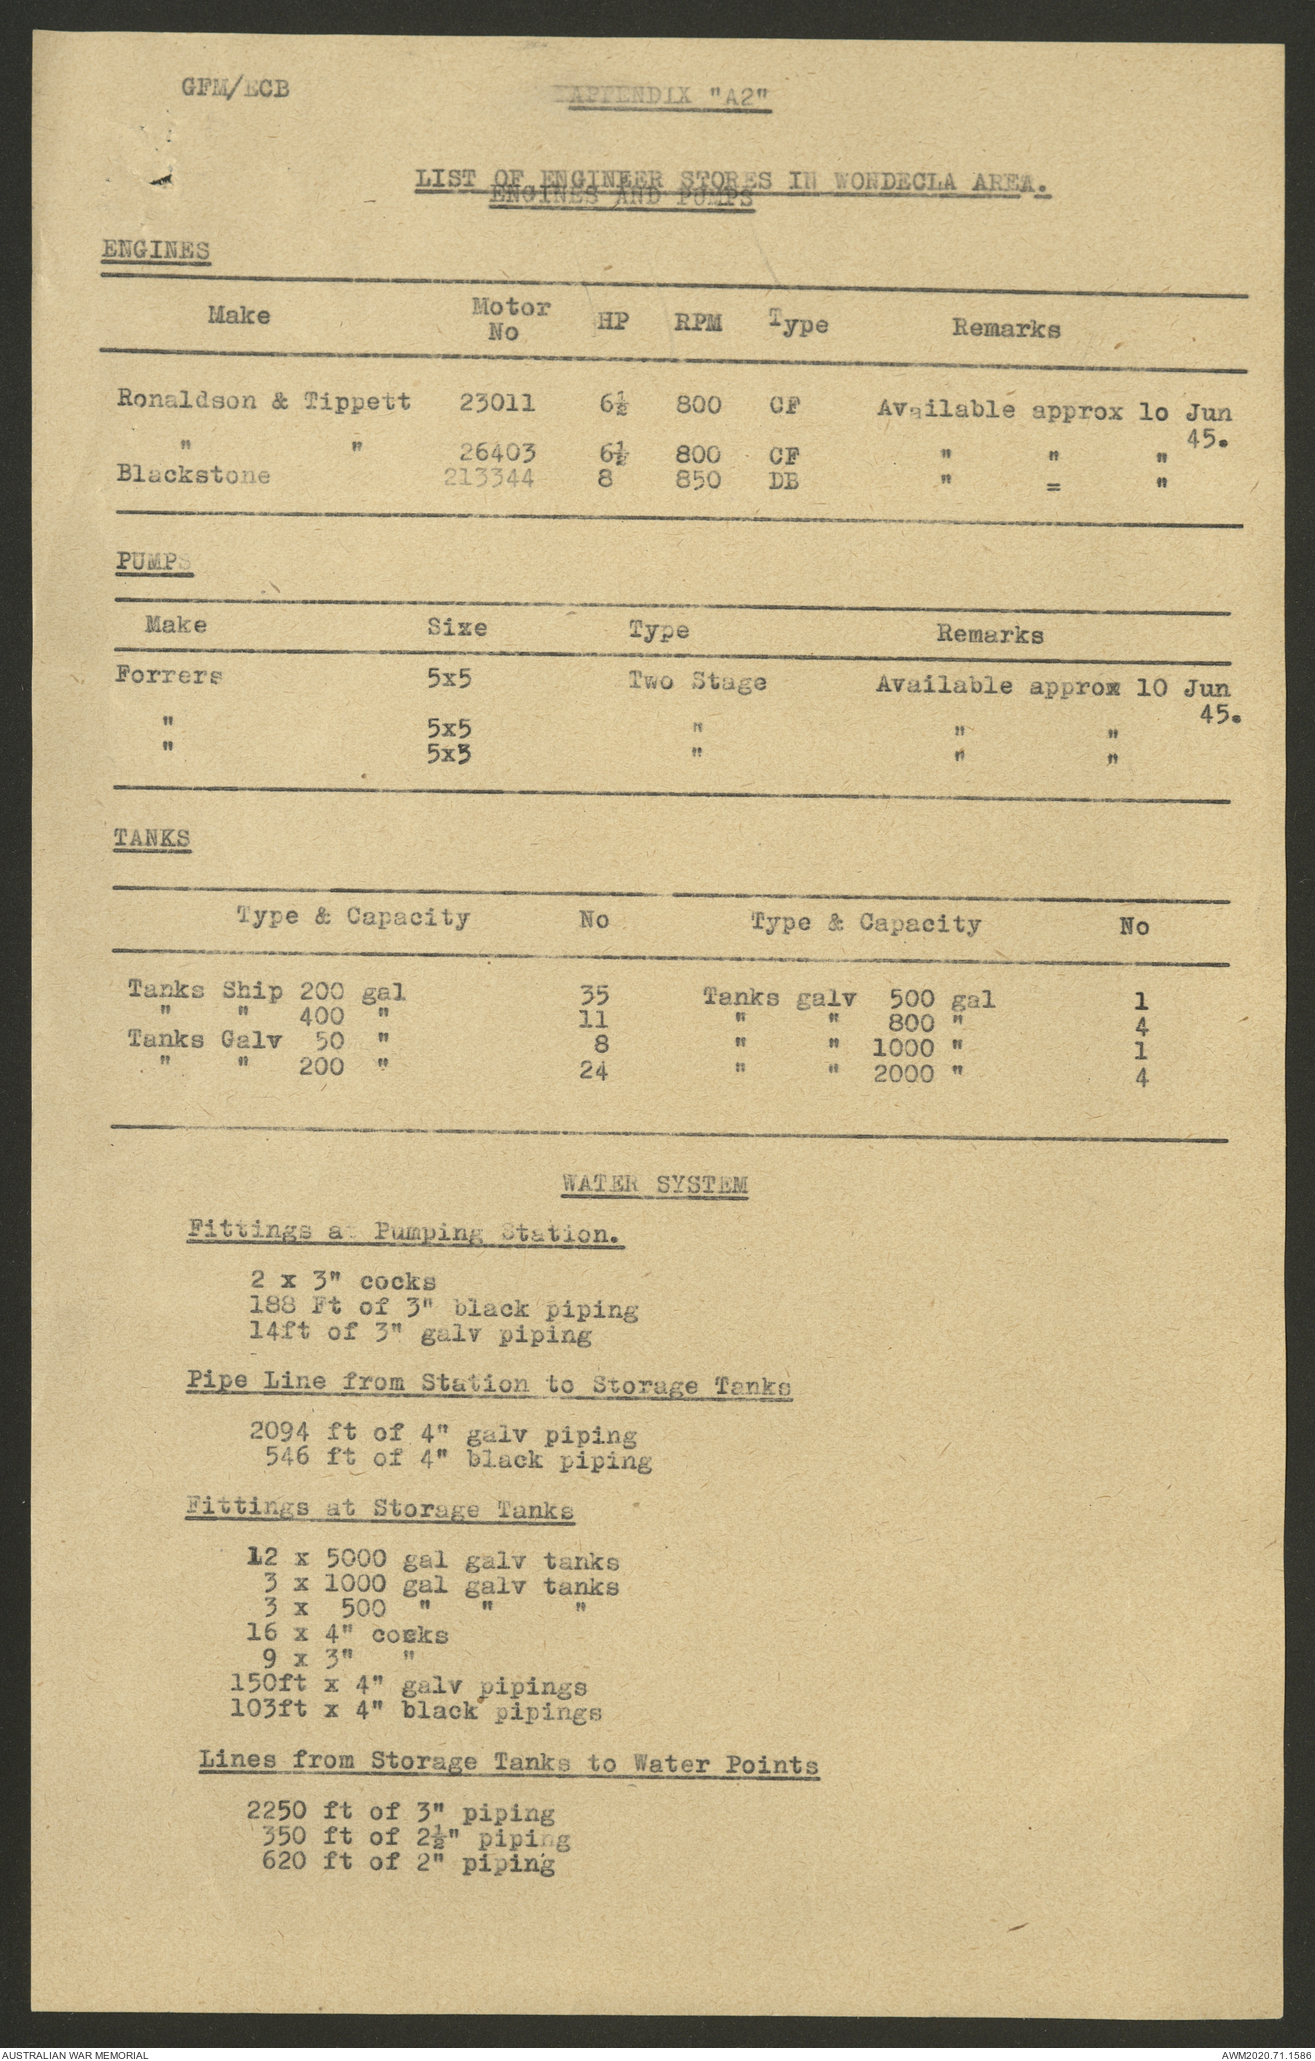 GFM/ECB
APPENDIX "A2"
LIST OF ENGINEER STORES IN WONDECLA AREA.
ENGINES AND PUMPS
ENGINES
Make Motor No HP RPM Type Remarks
Ronaldson & Tippett 23011 6½ 800 CF Available approx lo Jun
45.
" " 26403 6½ 800 CF " " "
Blackstone 213344 8 850 DB " = "
PUMPS
Make Size Type Remarks
Forrers 5x5 Two Stage Available approx 10 Jun
45.
" 5x5 " " "
" 5x3 " " "
TANKS
Type & Capacity No Type & Capacity No
Tanks Ship 200 gal 35 Tanks galv 500 gal 1
" " 400 " 11 " " 800 " 4
Tanks Galv 50 " 8 " " 1000 " 1
" " 200 " 24 " " 2000 " 4
WATER SYSTEM
Fittings at Pumping Station.
2 x 3" cocks
188 Ft of 3" black piping
14ft of 3" galv piping
Pipe Line from Station to Storage Tanks
2094 ft of 4" galv piping
546 ft of 4" black piping
Fittings at Storage Tanks
12 x 5000 gal galv tanks
3 x 1000 gal galv tanks
3 x 500 " " "
16 x 4" cocks
9 x 3" "
150ft x 4" galv pipings
103ft x 4" black pipings
Lines from Storage Tanks to Water Points
2250 ft of 3" piping
350 ft of 2½" piping
620 ft of 2" piping
AUSTRALIAN WAR MEMORIAL AWM2020.71.1586